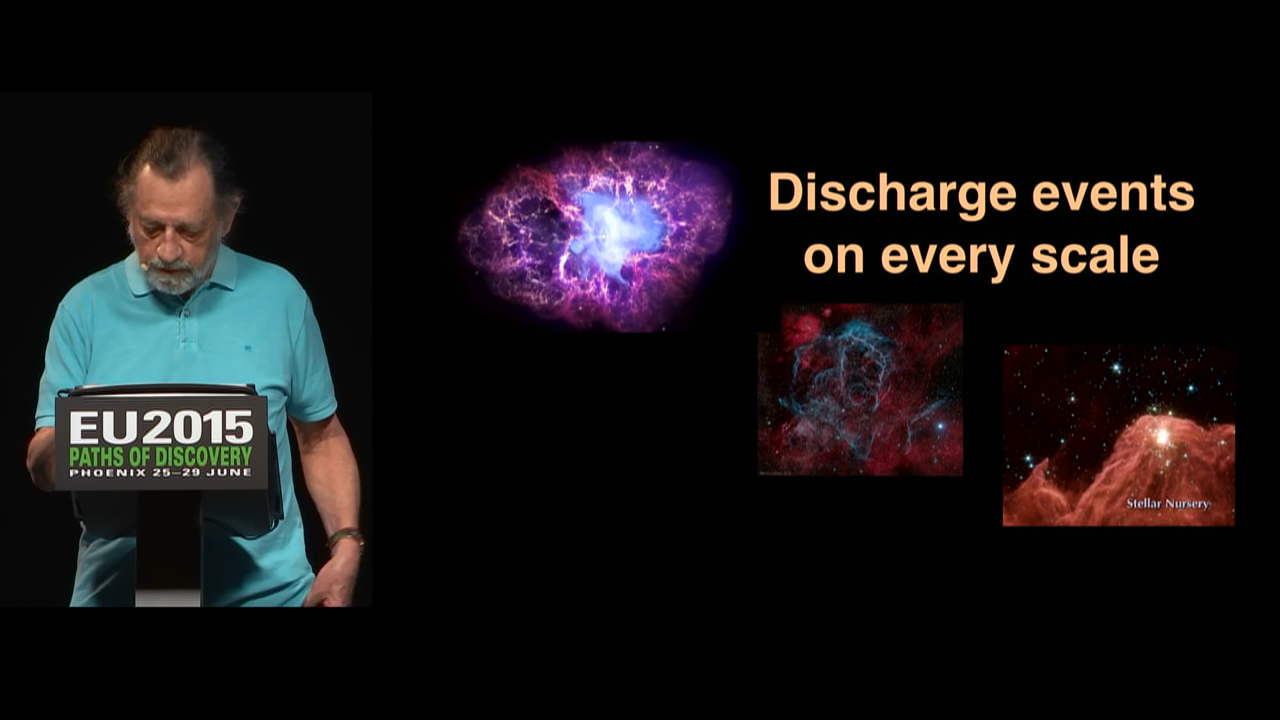 EU2015
PATHS OF DISCOVERY
PHOENIX 25–29 JUNE
Discharge events
on every scale
Stellar Nursery